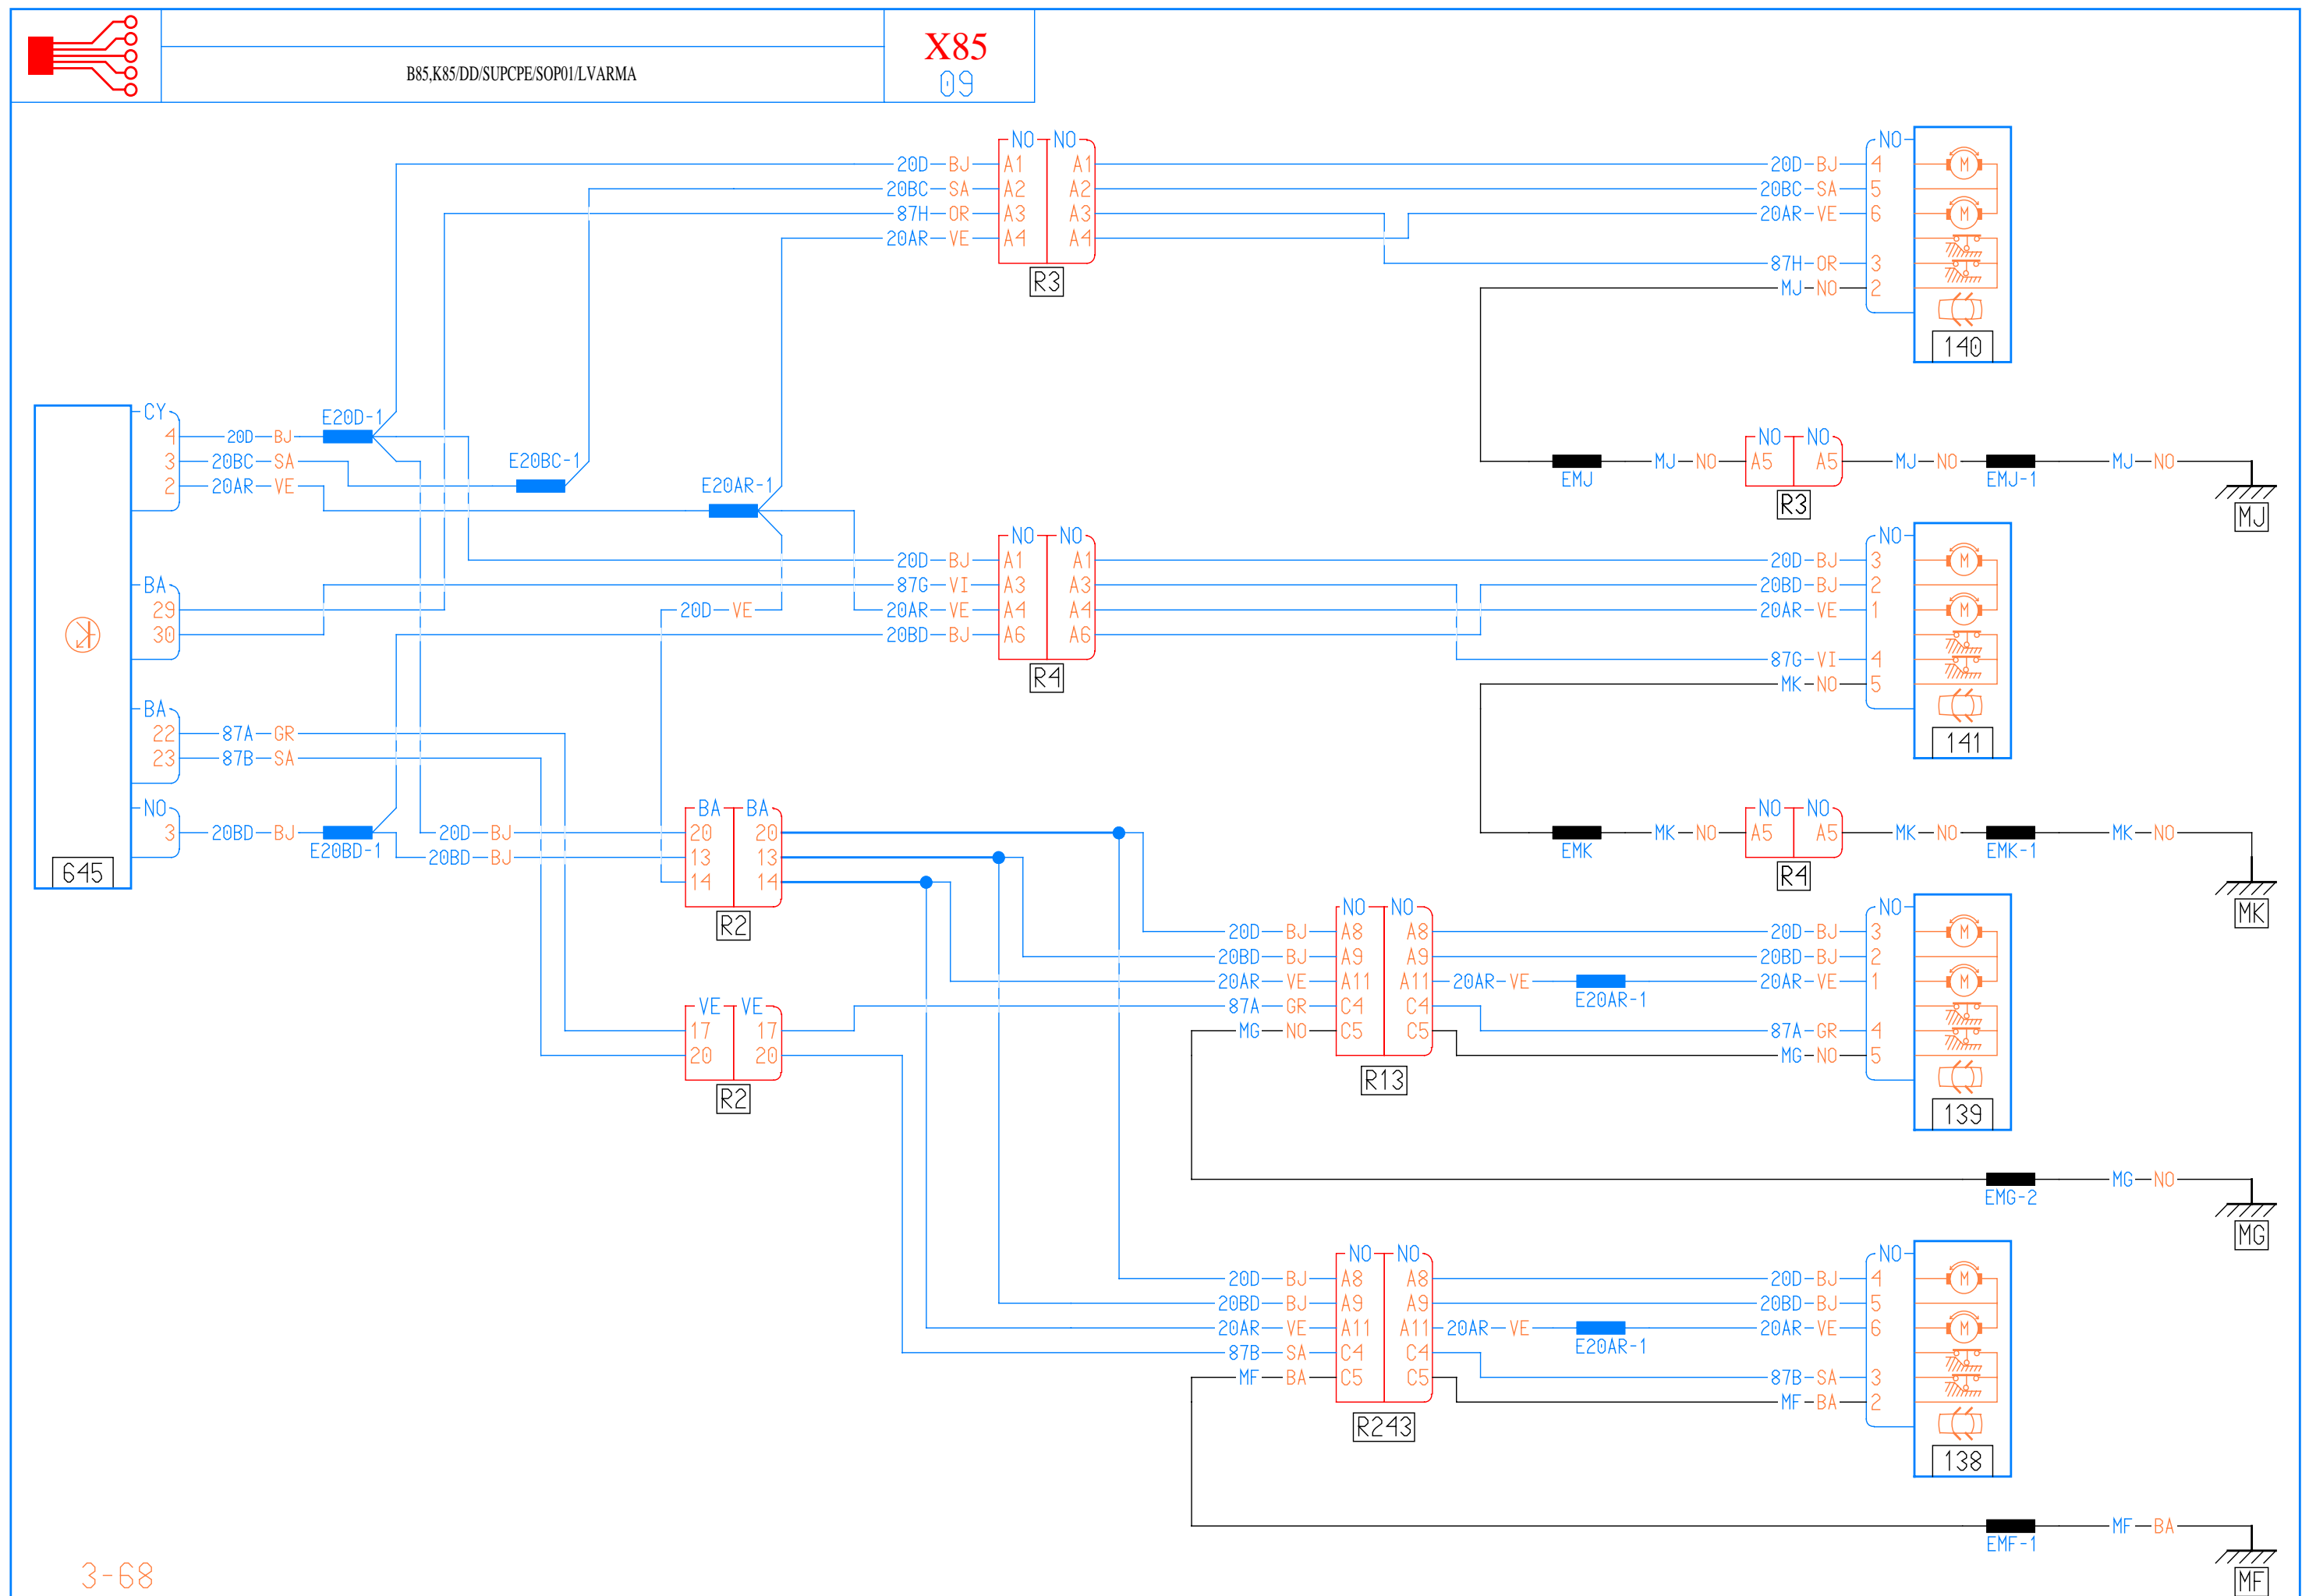 X85
B85,K85/DD/SUPCPE/SOP01/LVARMA
09
NO NO
NO
20D BJ A1 A1 20D BJ 4 M
20BC SA A2 A2 20BC SA 5
87H OR A3 A3 20AR VE 6 M
20AR VE A4 A4
R3
87H OR 3
MJ NO 2
140
CY
E20D-1
4 20D BJ
3 20BC SA
E20BC-1
2 20AR VE
E20AR-1
NO NO
MJ NO A5 A5 MJ NO MJ NO
EMJ
EMJ-1
R3
MJ
NO NO
NO
20D BJ A1 A1 20D BJ 3 M
BA
87G VI A3 A3 20BD BJ 2
29
20D VE
20AR VE A4 A4 20AR VE 1 M
30
20BD BJ A6 A6
R4
87G VI 4
MK NO 5
141
BA
22 87A GR
23 87B SA
NO
3 20BD BJ
E20BD-1
645
BA BA
20D BJ 20 20
20BD BJ 13 13
14 14
R2
NO NO
MK NO A5 A5 MK NO MK NO
EMK
EMK-1
R4
MK
NO NO
NO
20D BJ A8 A8 20D BJ 3 M
20BD BJ A9 A9 20BD BJ 2
20AR VE A11 A11 20AR VE 20AR VE 1 M
E20AR-1
87A GR C4 C4
MG NO C5 C5 87A GR 4
MG NO 5
R13
139
VE VE
17 17
20 20
R2
MG NO
EMG-2
MG
NO NO
NO
20D BJ A8 A8 20D BJ 4 M
20BD BJ A9 A9 20BD BJ 5
20AR VE A11 A11 20AR VE 20AR VE 6 M
E20AR-1
87B SA C4 C4
MF BA C5 C5 87B SA 3
MF BA 2
R243
138
MF BA
EMF-1
MF
3-68